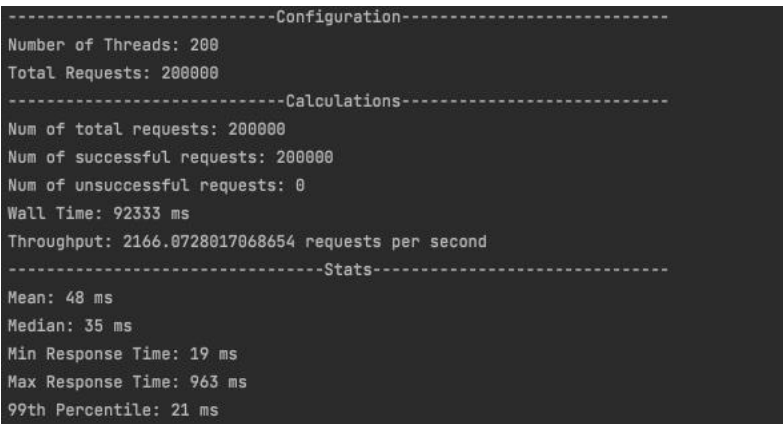 ----------------------------Configuration----------------------------
Number of Threads: 200
Total Requests: 200000
-----------------------------Calculations----------------------------
Num of total requests: 200000
Num of successful requests: 200000
Num of unsuccessful requests: 0
Wall Time: 92333 ms
Throughput: 2166.0728017068654 requests per second
---------------------------------Stats-------------------------------
Mean: 48 ms
Median: 35 ms
Min Response Time: 19 ms
Max Response Time: 963 ms
99th Percentile: 21 ms